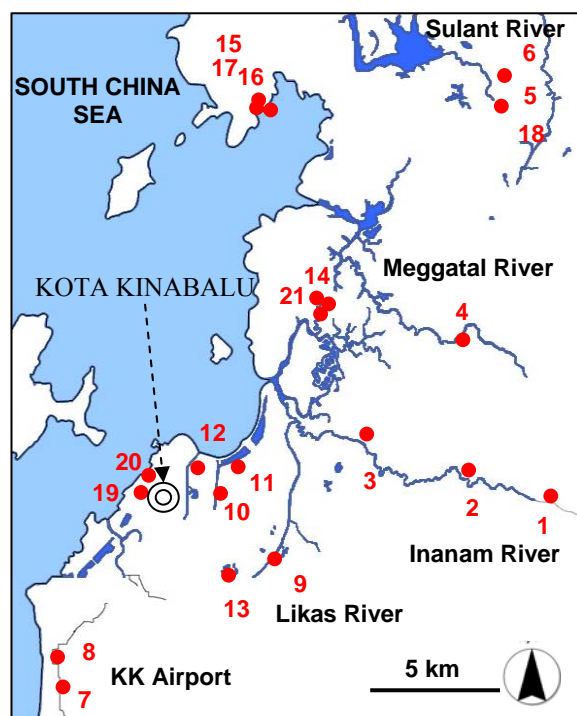 Sulant River
15
6
17
16
SOUTH CHINA
SEA
5
18
Meggatal River
14
21
KOTA KINABALU
4
12
20
19
11
3
10
2
1
Inanam River
9
13
Likas River
8
KK Airport
5 km
7